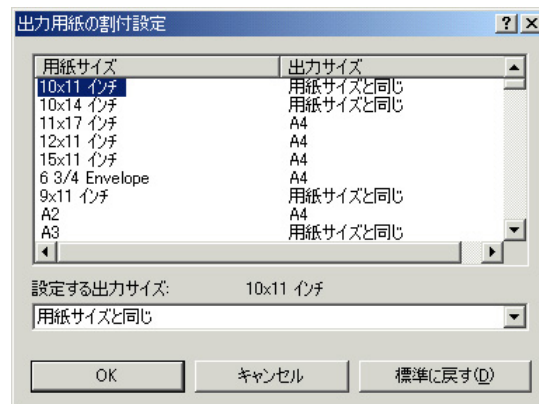 出力用紙の割付設定
用紙サイズ 出力サイズ
10x11 インチ 用紙サイズと同じ
10x14 インチ 用紙サイズと同じ
11x17 インチ A4
12x11 インチ A4
15x11 インチ A4
6 3/4 Envelope A4
9x11 インチ 用紙サイズと同じ
A2 A4
A3 用紙サイズと同じ
設定する出力サイズ: 10x11 インチ
用紙サイズと同じ
OK キャンセル 標準に戻す(D)